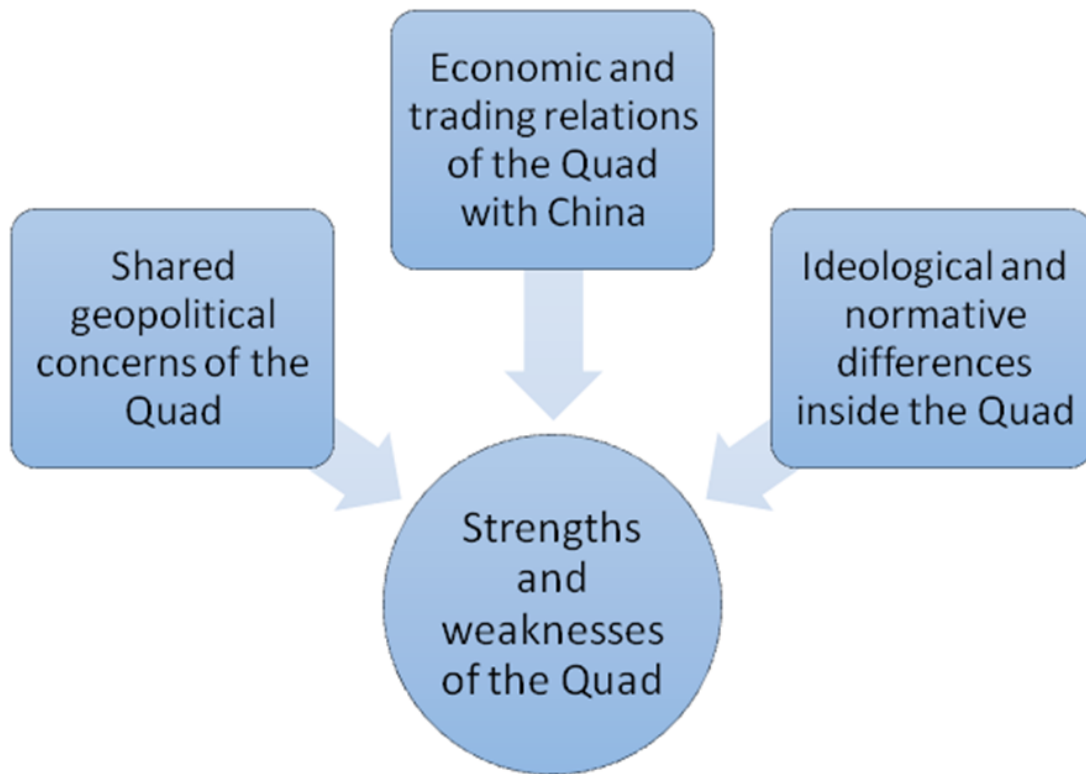 Economic and
trading relations
of the Quad
with China
Shared
geopolitical
concerns of the
Quad
Ideological and
normative
differences
inside the Quad
Strengths
and
weaknesses
of the Quad